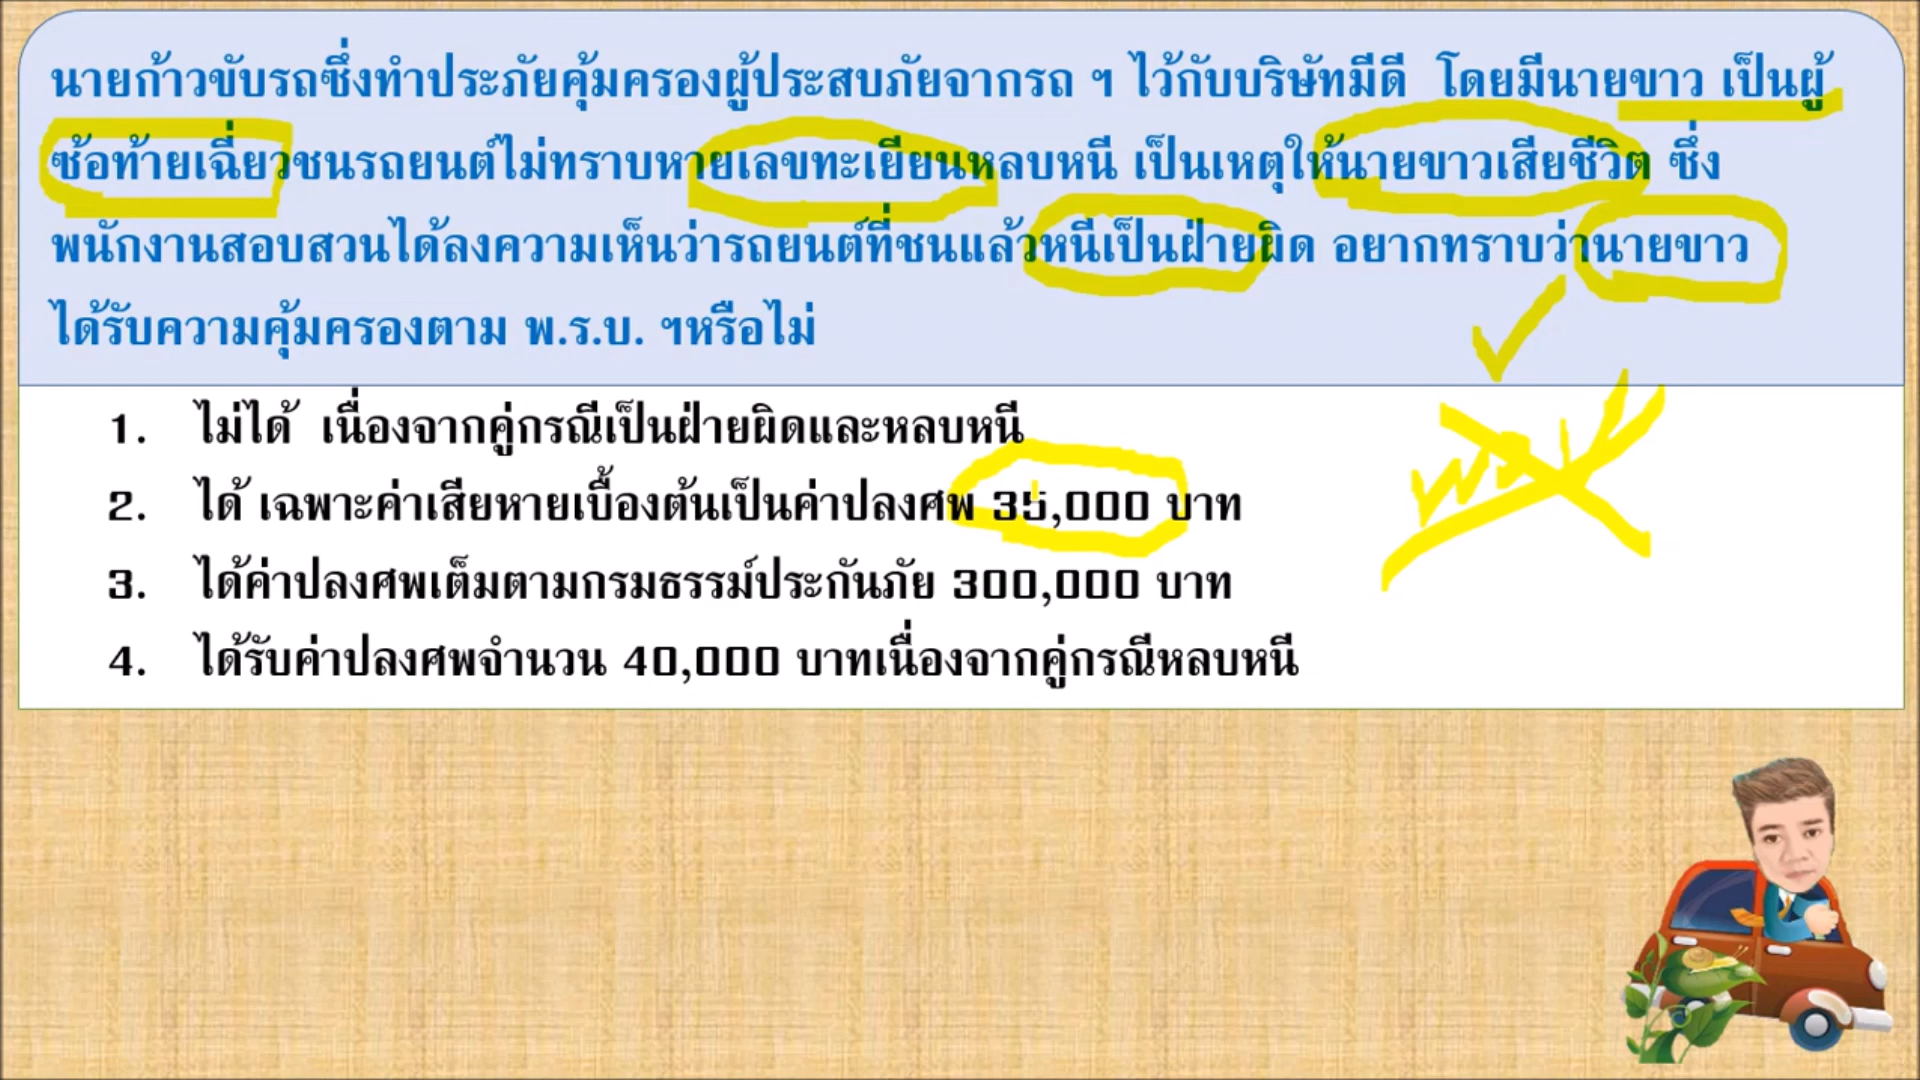 นายก้าวขับรถซึ่งทำประภัยคุ้มครองผู้ประสบภัยจากรถ ฯ ไว้กับบริษัทมีดี โดยมีนายขาว เป็นผู้
ซ้อท้ายเฉี่ยวชนรถยนต์ไม่ทราบหายเลขทะเยียนหลบหนี เป็นเหตุให้นายขาวเสียชีวิต ซึ่ง
พนักงานสอบสวนได้ลงความเห็นว่ารถยนต์ที่ชนแล้วหนีเป็นฝ่ายผิด อยากทราบว่านายขาว
ได้รับความคุ้มครองตาม พ.ร.บ. ฯหรือไม่
1. ไม่ได้ เนื่องจากคู่กรณีเป็นฝ่ายผิดและหลบหนี
2. ได้ เฉพาะค่าเสียหายเบื้องต้นเป็นค่าปลงศพ 35,000 บาท
3. ได้ค่าปลงศพเต็มตามกรมธรรม์ประกันภัย 300,000 บาท
4. ได้รับค่าปลงศพจำนวน 40,000 บาทเนื่องจากคู่กรณีหลบหนี